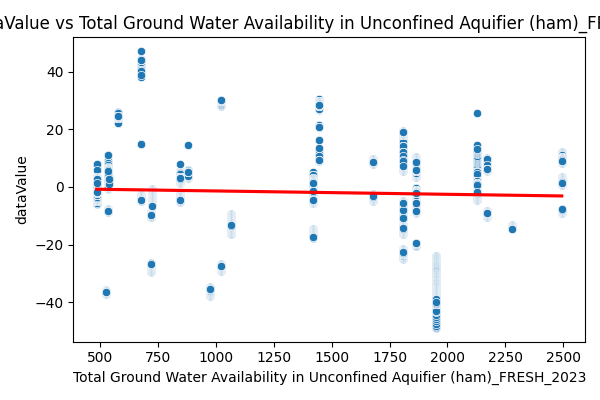 aValue vs Total Ground Water Availability in Unconfined Aquifier (ham)_FR
dataValue
40
20
0
−20
−40
500 750 1000 1250 1500 1750 2000 2250 2500
Total Ground Water Availability in Unconfined Aquifier (ham)_FRESH_2023